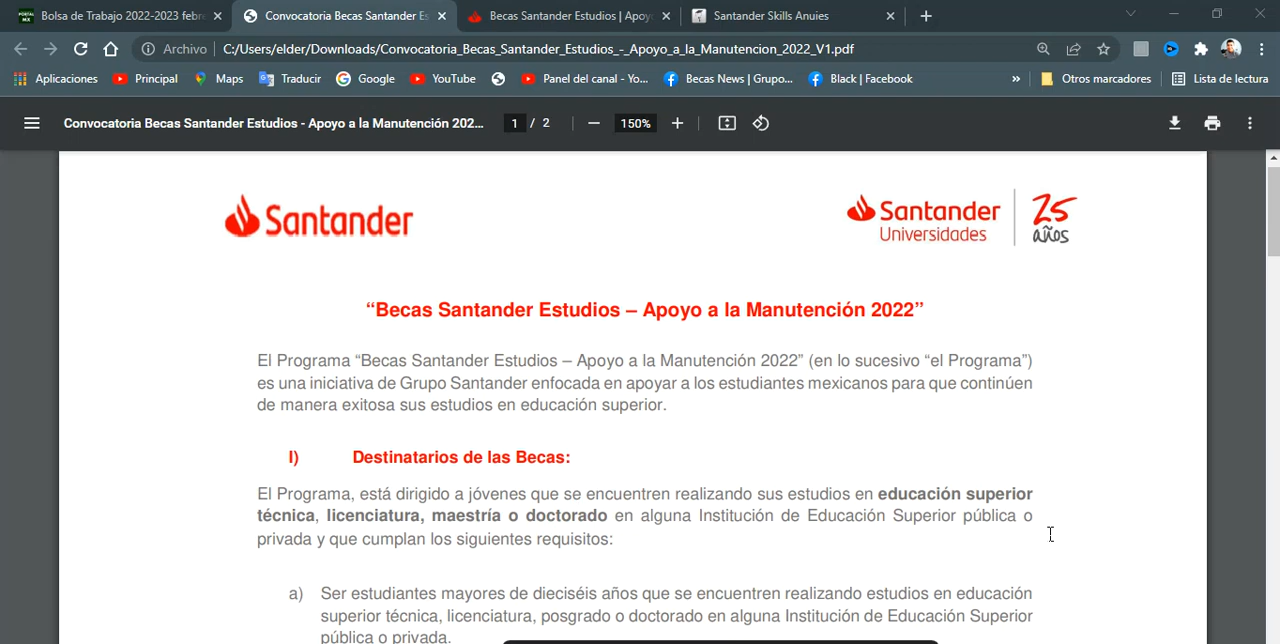 Bolsa de Trabajo 2022-2023 febre
Convocatoria Becas Santander Es
Becas Santander Estudios | Apoy
Santander Skills Anuies
Archivo
C:/Users/elder/Downloads/Convocatoria_Becas_Santander_Estudios_-_Apoyo_a_la_Manutencion_2022_V1.pdf
Aplicaciones
Principal
Maps
Traducir
Google
YouTube
Panel del canal - Yo...
Becas News | Grupo...
Black | Facebook
»
Otros marcadores
Lista de lectura
Convocatoria Becas Santander Estudios - Apoyo a la Manutención 202...
1 / 2
150%
Santander
Santander
Universidades
25
años
“Becas Santander Estudios – Apoyo a la Manutención 2022”
El Programa “Becas Santander Estudios – Apoyo a la Manutención 2022” (en lo sucesivo “el Programa”)
es una iniciativa de Grupo Santander enfocada en apoyar a los estudiantes mexicanos para que continúen
de manera exitosa sus estudios en educación superior.
I) Destinatarios de las Becas:
El Programa, está dirigido a jóvenes que se encuentren realizando sus estudios en educación superior
técnica, licenciatura, maestría o doctorado en alguna Institución de Educación Superior pública o
privada y que cumplan los siguientes requisitos:
a) Ser estudiantes mayores de dieciséis años que se encuentren realizando estudios en educación
superior técnica, licenciatura, posgrado o doctorado en alguna Institución de Educación Superior
pública o privada.